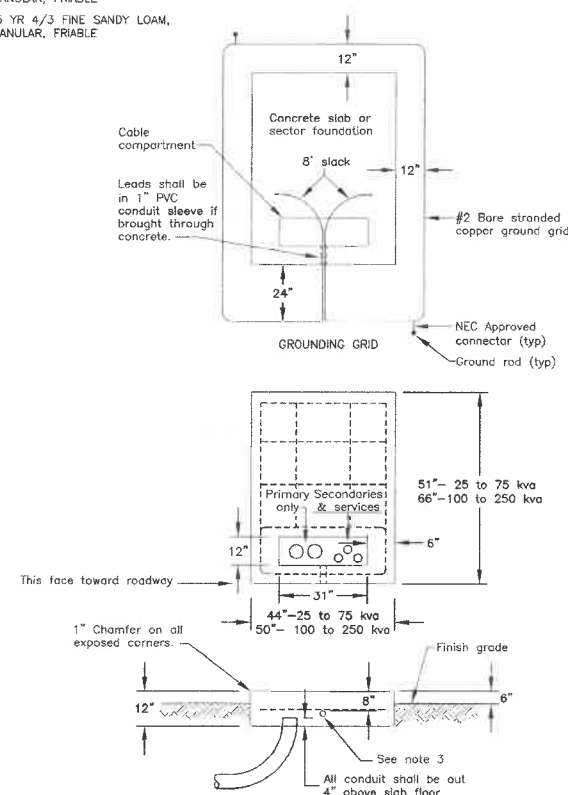 5 YR 4/3 FINE SANDY LOAM,
ANULAR, FRIABLE
12"
Concrete slab or
sector foundation
Cable
compartment
8' slack
12"
Leads shall be
in 1" PVC
conduit sleeve if
brought through
concrete.
#2 Bare stranded
copper ground grid
24"
NEC Approved
connector (typ)
GROUNDING GRID
Ground rod (typ)
51"- 25 to 75 kva
66"-100 to 250 kva
Primary Secondaries
only & services
12"
6"
This face toward roadway
31"
44"-25 to 75 kva
50"- 100 to 250 kva
1" Chamfer on all
exposed corners.
Finish grade
12"
8"
6"
See note 3
All conduit shall be out
4" above slab floor